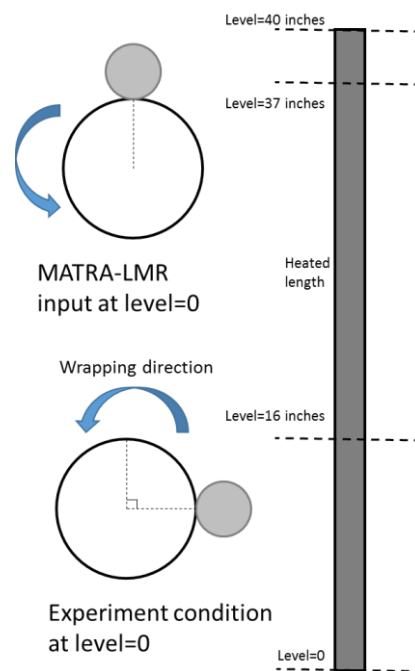 Level=40 inches
Level=37 inches
MATRA-LMR
input at level=0
Heated
length
Wrapping direction
Level=16 inches
Experiment condition
at level=0
Level=0